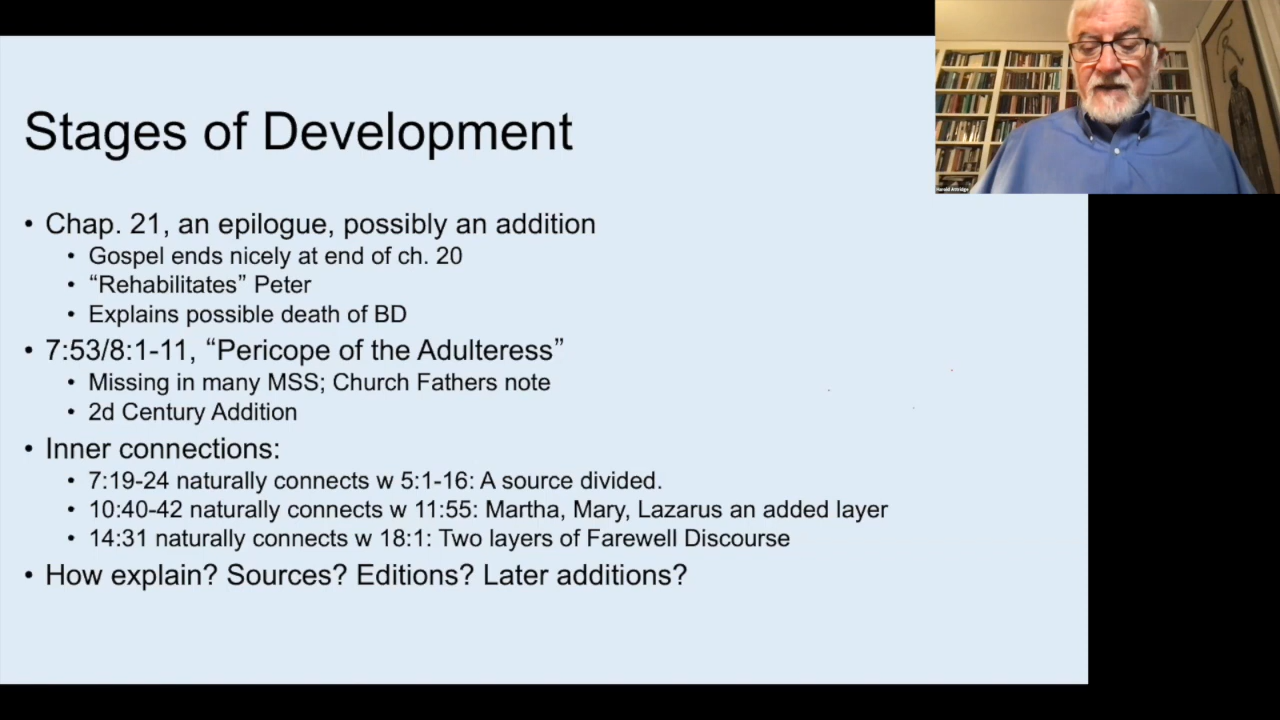 Stages of Development
• Chap. 21, an epilogue, possibly an addition
• Gospel ends nicely at end of ch. 20
• “Rehabilitates” Peter
• Explains possible death of BD
• 7:53/8:1-11, “Pericope of the Adulteress”
• Missing in many MSS; Church Fathers note
• 2d Century Addition
• Inner connections:
• 7:19-24 naturally connects w 5:1-16: A source divided.
• 10:40-42 naturally connects w 11:55: Martha, Mary, Lazarus an added layer
• 14:31 naturally connects w 18:1: Two layers of Farewell Discourse
• How explain? Sources? Editions? Later additions?
Harold Attridge